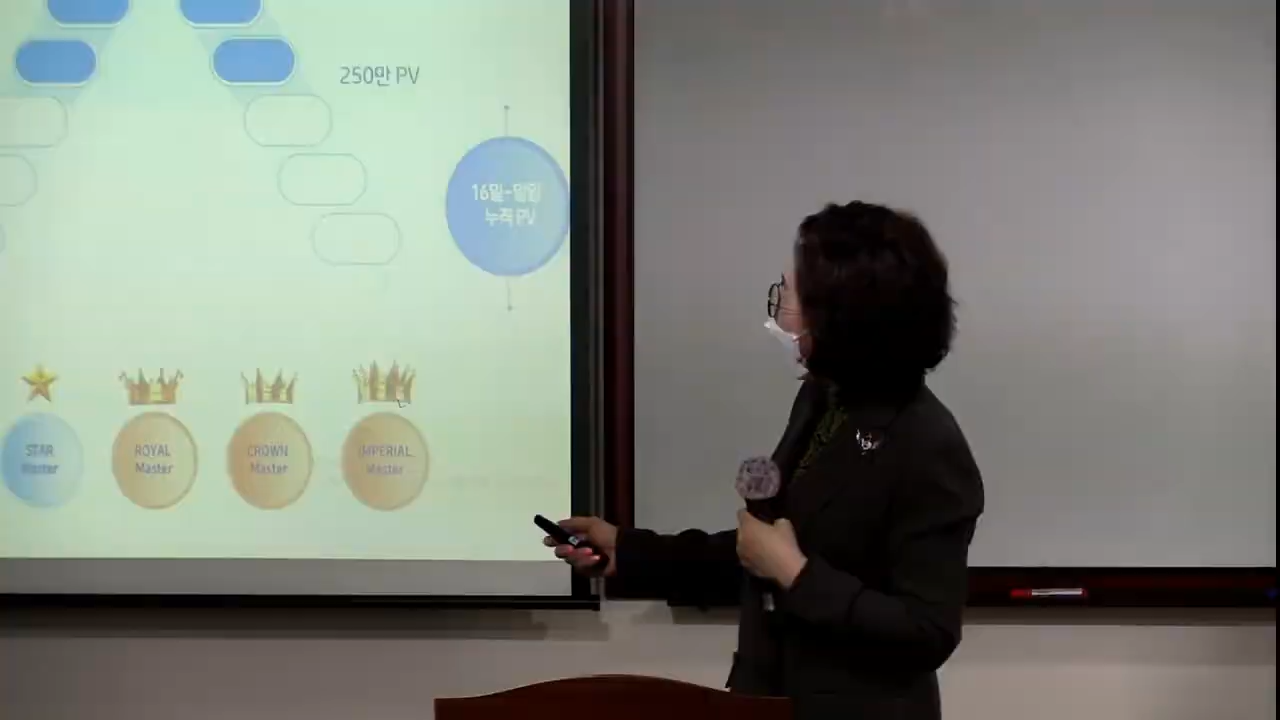 250만 PV
16일~말일
누적 PV
STAR
Master
ROYAL
Master
CROWN
Master
IMPERIAL
Master